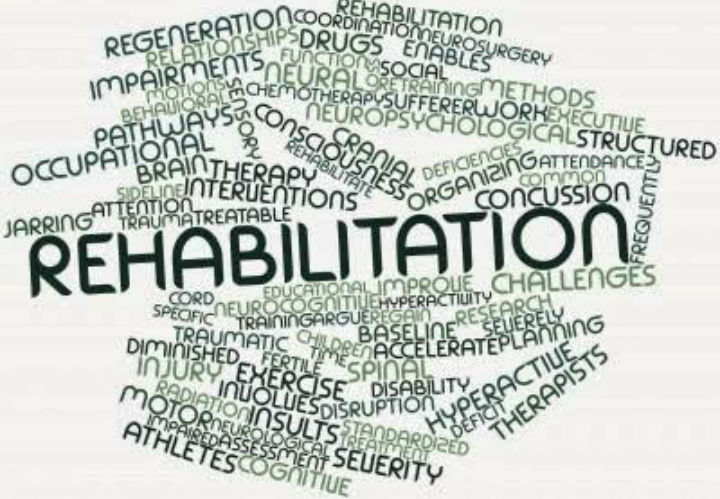 REHABILITATION
REGENERATION COORDINATION NEUROSURGERY
RELATIONSHIPS DRUGS ENABLES
IMPAIRMENTS FUNCTIONS SOCIAL
NEURAL RETRAINING METHODS
MOTIONS SENSORY CHEMOTHERAPY SUFFERER WORK EXECUTIVE
BEHAVIORAL NEUROPSYCHOLOGICAL STRUCTURED
PATHWAYS CONSCIOUSNESS CRANIAL
OCCUPATIONAL REHABILITATE DEFICIENCIES
BRAIN THERAPY ORGANIZING ATTENDANCE
SIDELINE INTERVENTIONS COMMON
JARRING ATTENTION CONCUSSION FREQUENTLY
TRAUMA TREATABLE
REHABILITATION
EDUCATIONAL IMPROVE CHALLENGES
CORD NEUROCOGNITIVE HYPERACTIVITY
SPECIFIC TRAINING ARGUE REGAIN RESEARCH
TRAUMATIC CHILDREN BASELINE SEVERELY
DIMINISHED TIME ACCELERATE PLANNING
INJURY FERTILE SPINAL
EXERCISE DISABILITY HYPERACTIVE
RADIATION INVOLVES DISRUPTION DEFICIT THERAPISTS
MOTOR INSULTS STANDARDIZED
NEUROLOGICAL TREATMENT
IMPAIRED ASSESSMENT SEVERITY
ATHLETES COGNITIVE